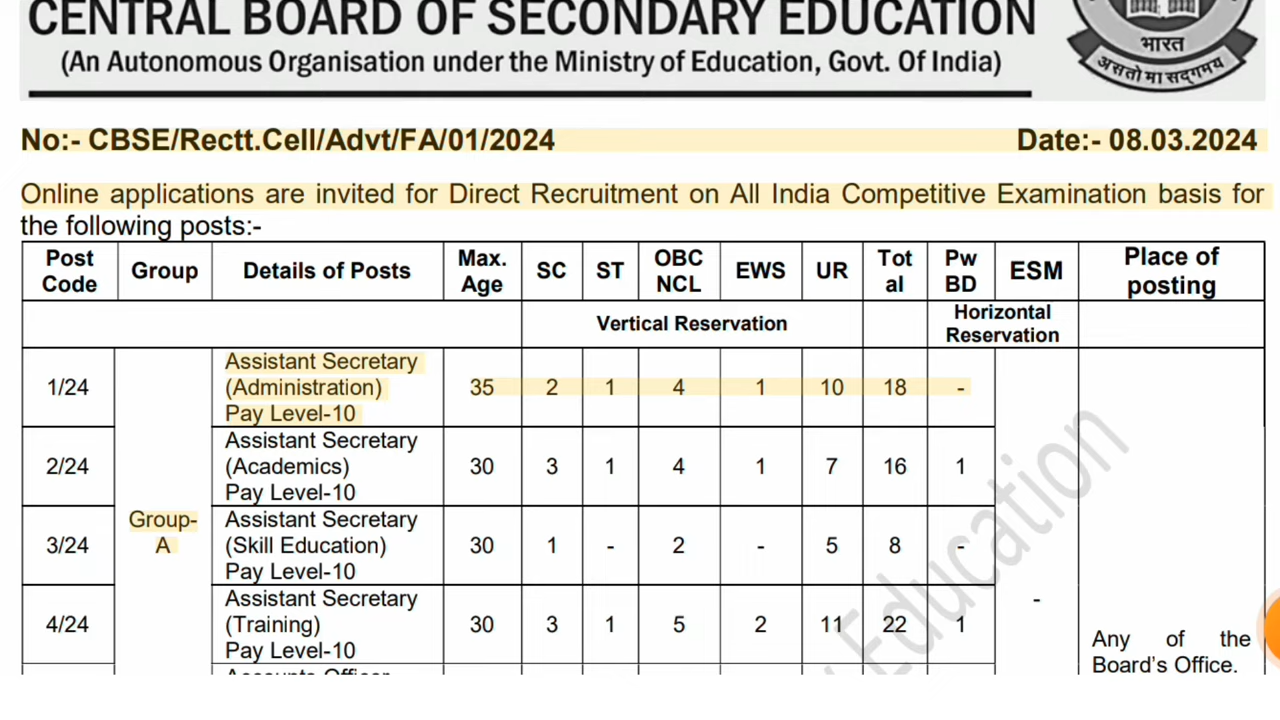 CENTRAL BOARD OF SECONDARY EDUCATION
(An Autonomous Organisation under the Ministry of Education, Govt. Of India)
भारत
असतो मा सद्गमय
No:- CBSE/Rectt.Cell/Advt/FA/01/2024 Date:- 08.03.2024
Online applications are invited for Direct Recruitment on All India Competitive Examination basis for
the following posts:-
Post Code Group Details of Posts Max. Age SC ST OBC NCL EWS UR Tot al Pw BD ESM Place of posting
Vertical Reservation Horizontal Reservation
1/24 Assistant Secretary (Administration) Pay Level-10 35 2 1 4 1 10 18 -
2/24 Assistant Secretary (Academics) Pay Level-10 30 3 1 4 1 7 16 1
Group-A
3/24 Assistant Secretary (Skill Education) Pay Level-10 30 1 - 2 - 5 8 -
4/24 Assistant Secretary (Training) Pay Level-10 30 3 1 5 2 11 22 1
-
Any of the
Board's Office.
Accounts Officer
Education